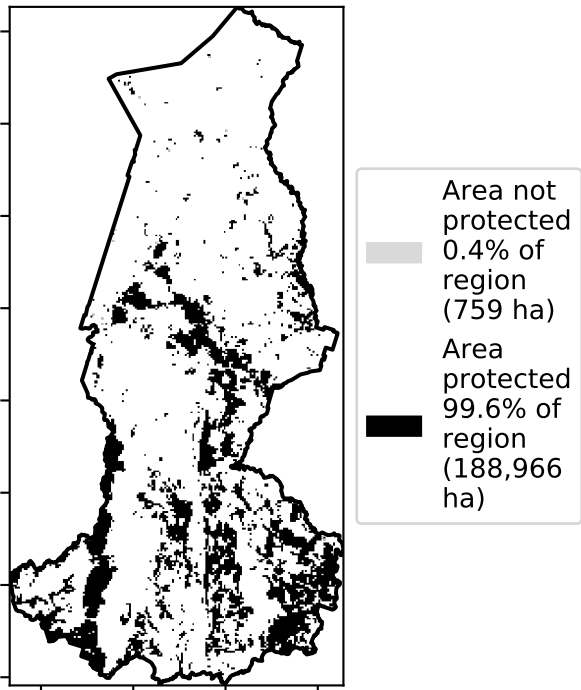 Area not
protected
0.4% of
region
(759 ha)
Area
protected
99.6% of
region
(188,966
ha)